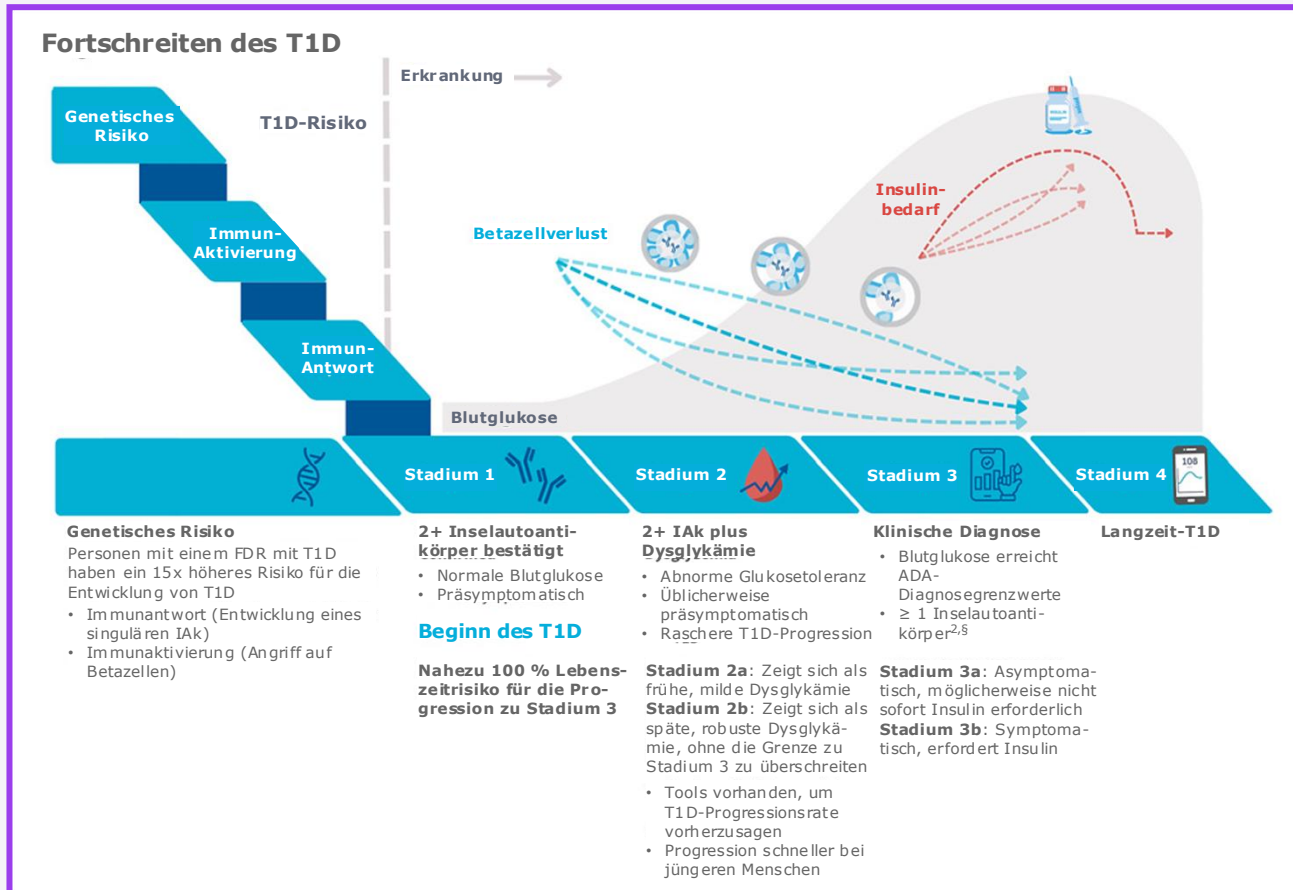 Fortschreiten des T1D
Erkrankung
Genetisches
Risiko
T1D-Risiko
Immun-
Aktivierung
Immun-
Antwort
Betazellverlust
Insulin-
bedarf
Blutglukose
Stadium 1
Stadium 2
Stadium 3
Stadium 4
108
Genetisches Risiko
Personen mit einem FDR mit T1D
haben ein 15x höheres Risiko für die
Entwicklung von T1D
• Immunantwort (Entwicklung eines
singulären IAk)
• Immunaktivierung (Angriff auf
Betazellen)
2+ Inselautoanti-
körper bestätigt
• Normale Blutglukose
• Präsymptomatisch
Beginn des T1D
Nahezu 100 % Lebens-
zeitrisiko für die Pro-
gression zu Stadium 3
2+ IAk plus
Dysglykämie
• Abnorme Glukosetoleranz
• Üblicherweise
präsymptomatisch
• Raschere T1D-Progression
Stadium 2a: Zeigt sich als
frühe, milde Dysglykämie
Stadium 2b: Zeigt sich als
späte, robuste Dysglykä-
mie, ohne die Grenze zu
Stadium 3 zu überschreiten
• Tools vorhanden, um
T1D-Progressionsrate
vorherzusagen
• Progression schneller bei
jüngeren Menschen
Klinische Diagnose
• Blutglukose erreicht
ADA-
Diagnosegrenzwerte
• ≥ 1 Inselautoanti-
körper2,§
Stadium 3a: Asymptoma-
tisch, möglicherweise nicht
sofort Insulin erforderlich
Stadium 3b: Symptoma-
tisch, erfordert Insulin
Langzeit-T1D